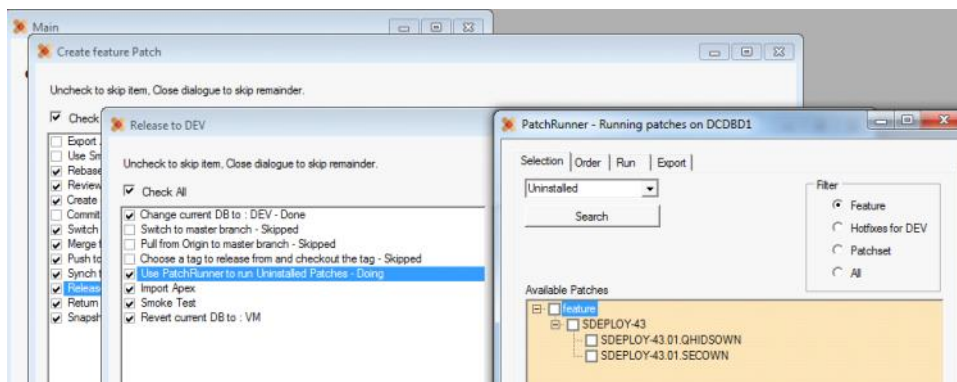 Main
Create feature Patch
Uncheck to skip item, Close dialogue to skip remainder.
Check
Export
Use Sm
Rebase
Review
Create
Commit
Switch
Merge
Push to
Synch
Releas
Return
Snapsh
Release to DEV
Uncheck to skip item, Close dialogue to skip remainder.
Check All
Change current DB to : DEV - Done
Switch to master branch - Skipped
Pull from Origin to master branch - Skipped
Choose a tag to release from and checkout the tag - Skipped
Use PatchRunner to run Uninstalled Patches - Doing
Import Apex
Smoke Test
Revert current DB to : VM
PatchRunner - Running patches on DCDBD1
Selection Order Run Export
Uninstalled
Search
Filter
Feature
Hotfixes for DEV
Patchset
All
Available Patches
feature
SDEPLOY-43
SDEPLOY-43.01.QHIDSOWN
SDEPLOY-43.01.SECOWN